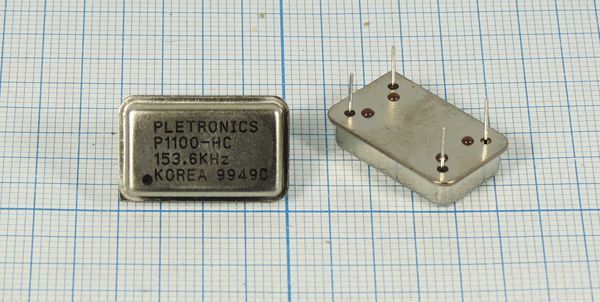 PLETRONICS
P1100-HC
153.6KHz
KOREA 9949C